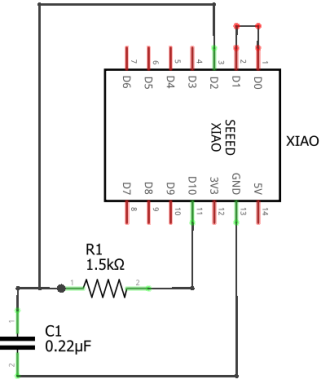 7 6 5 4 3 2 1
D6 D5 D4 D3 D2 D1 D0
SEEED
XIAO
XIAO
D7 D8 D9 D10 3V3 GND 5V
8 9 10 11 12 13 14
R1
1.5kΩ
1 2
1
C1
0.22µF
2